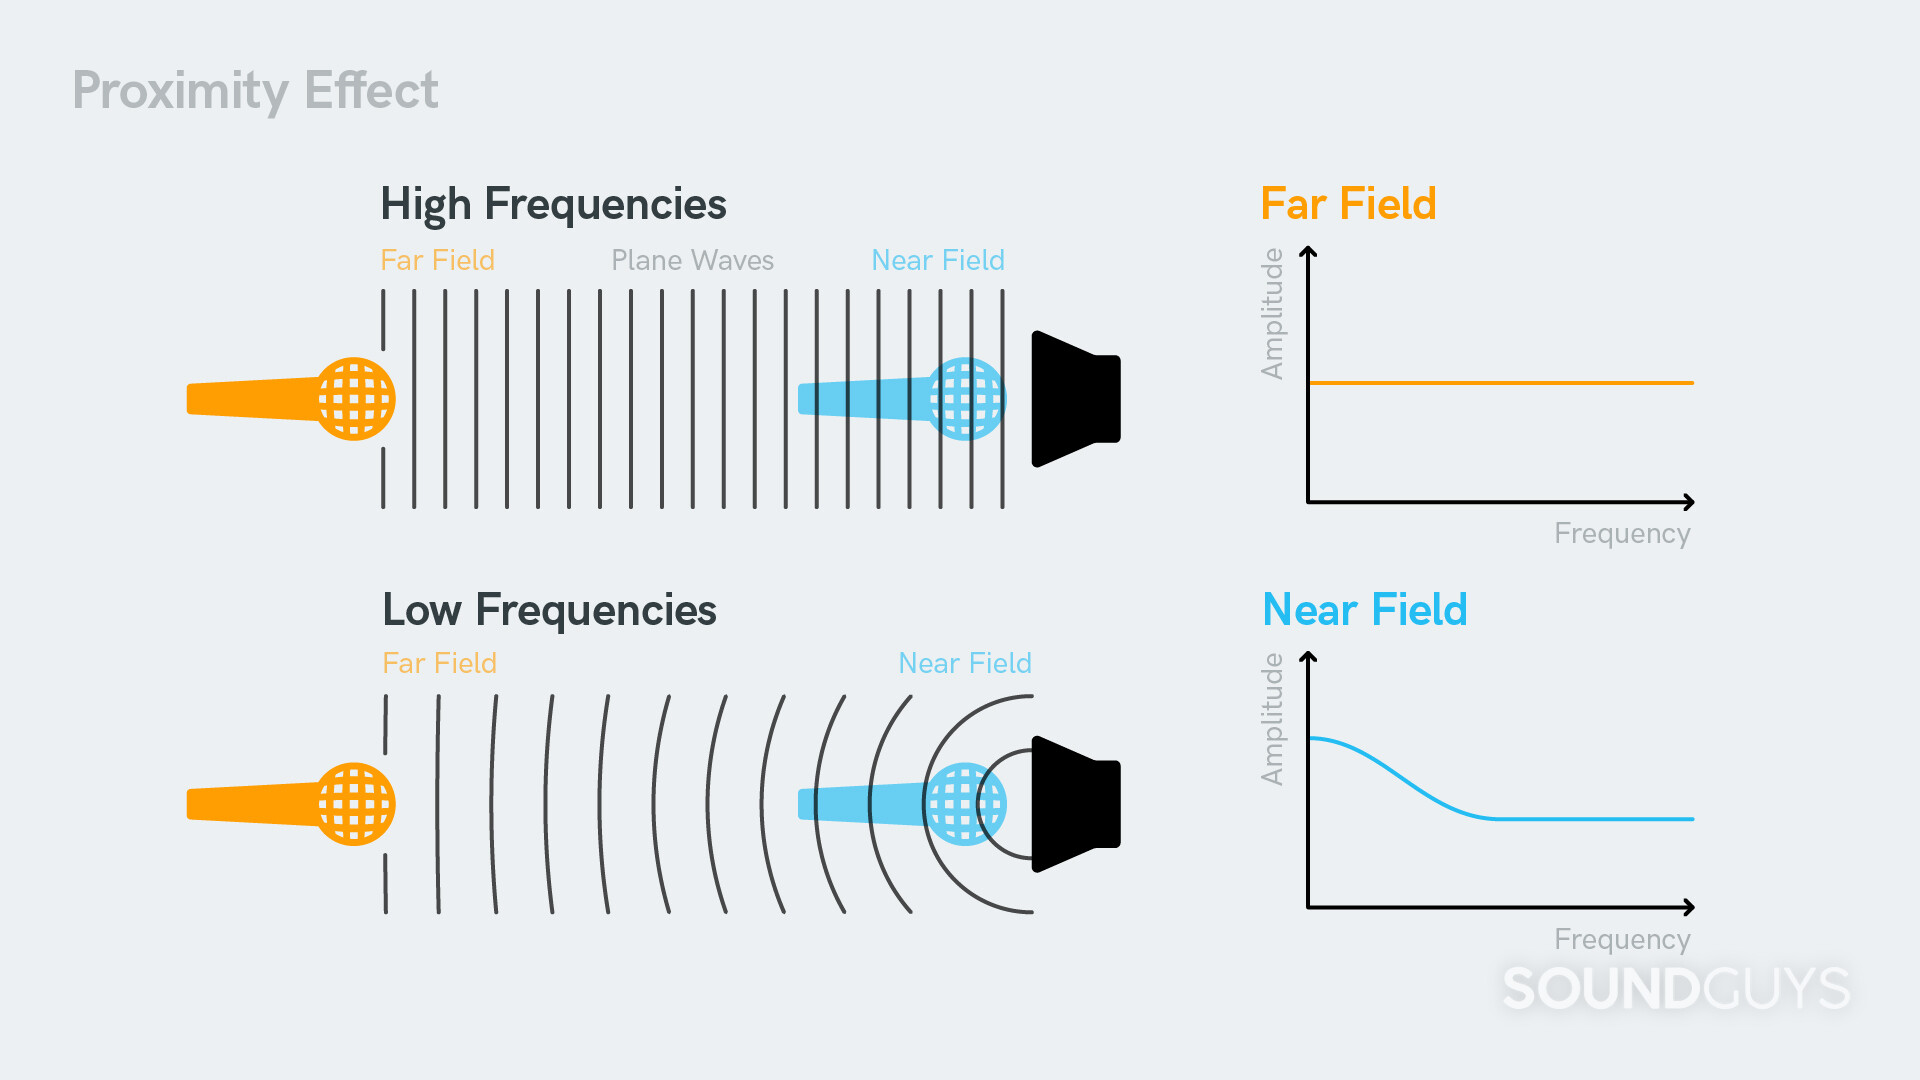 Proximity Effect
High Frequencies
Far Field
Plane Waves
Near Field
Far Field
Amplitude
Frequency
Low Frequencies
Far Field
Near Field
Near Field
Amplitude
Frequency
SOUNDGUYS